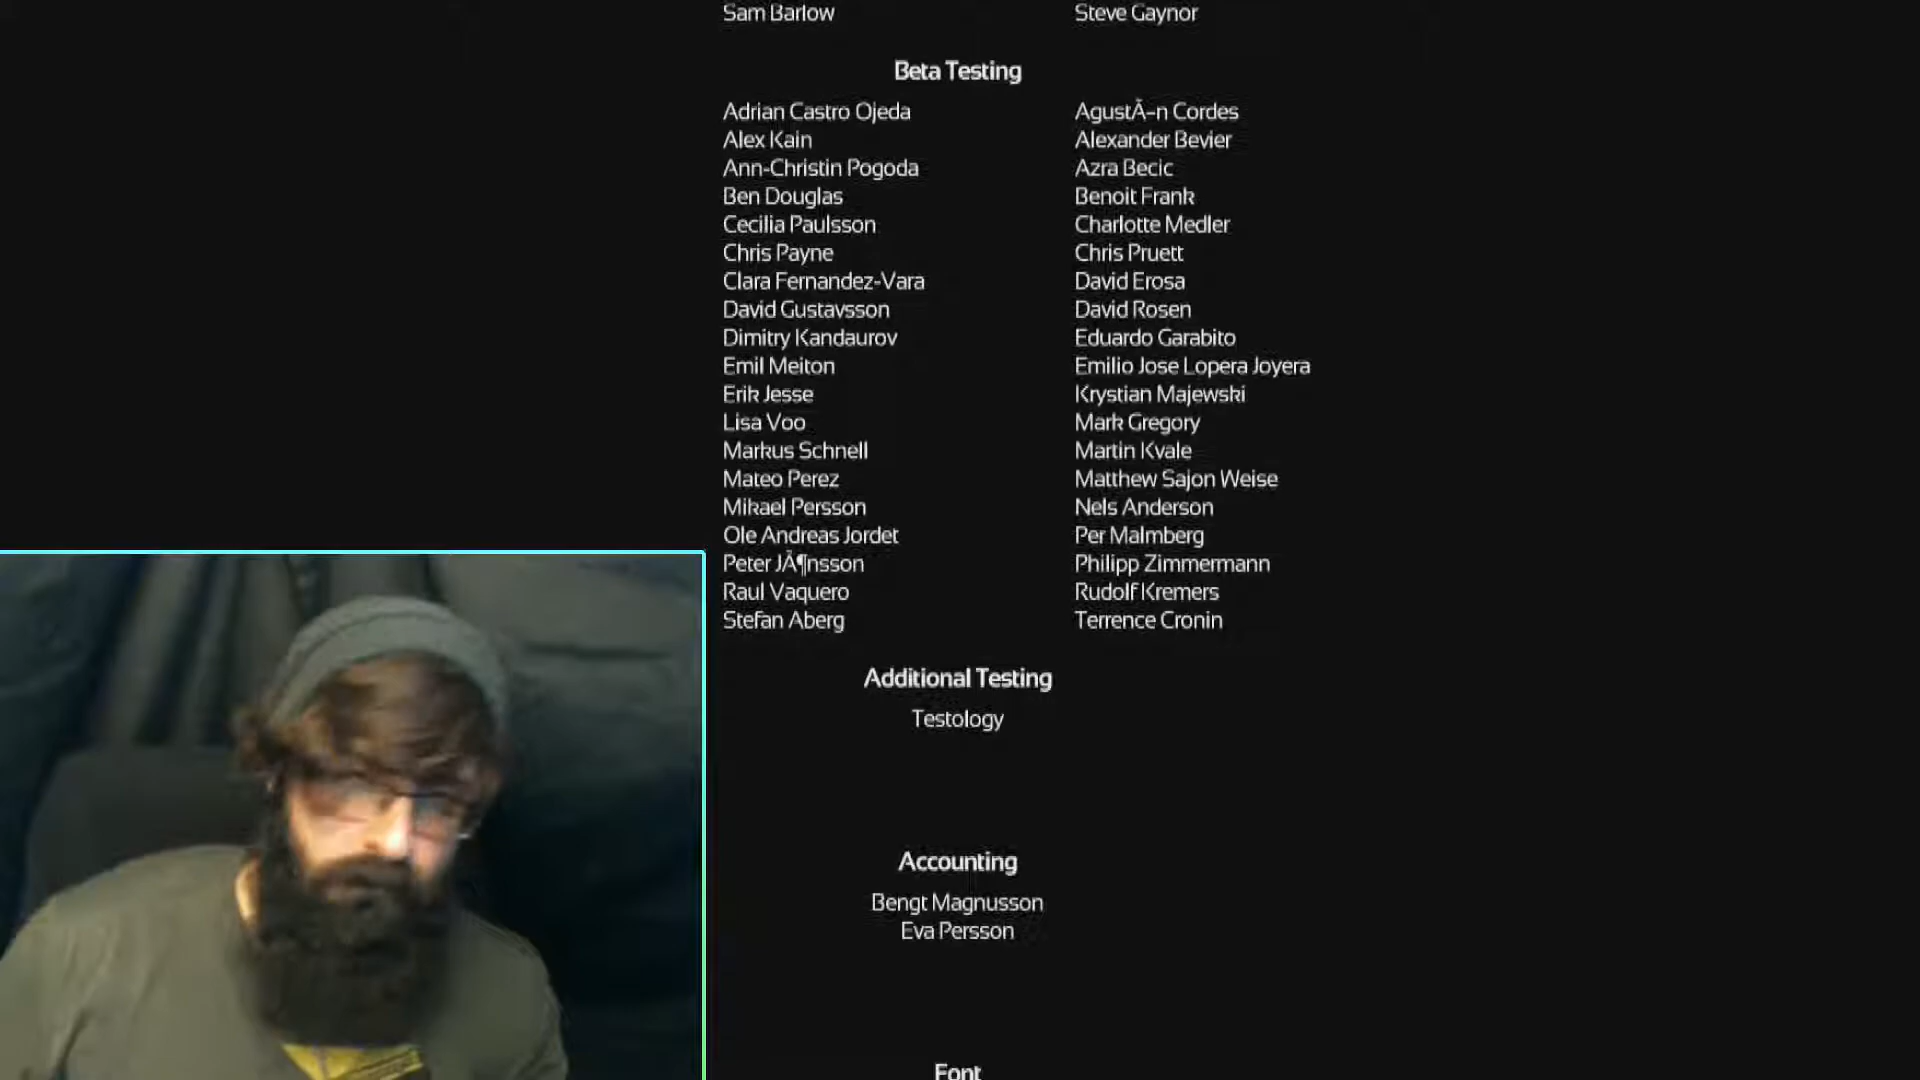 Sam Barlow Steve Gaynor
Beta Testing
Adrian Castro Ojeda AgustÃ-n Cordes
Alex Kain Alexander Bevier
Ann-Christin Pogoda Azra Becic
Ben Douglas Benoit Frank
Cecilia Paulsson Charlotte Medler
Chris Payne Chris Pruett
Clara Fernandez-Vara David Erosa
David Gustavsson David Rosen
Dimitry Kandaurov Eduardo Garabito
Emil Meiton Emilio Jose Lopera Joyera
Erik Jesse Krystian Majewski
Lisa Voo Mark Gregory
Markus Schnell Martin Kvale
Mateo Perez Matthew Sajon Weise
Mikael Persson Nels Anderson
Ole Andreas Jordet Per Malmberg
Peter JÃ¶nsson Philipp Zimmermann
Raul Vaquero Rudolf Kremers
Stefan Aberg Terrence Cronin
Additional Testing
Testology
Accounting
Bengt Magnusson
Eva Persson
Font